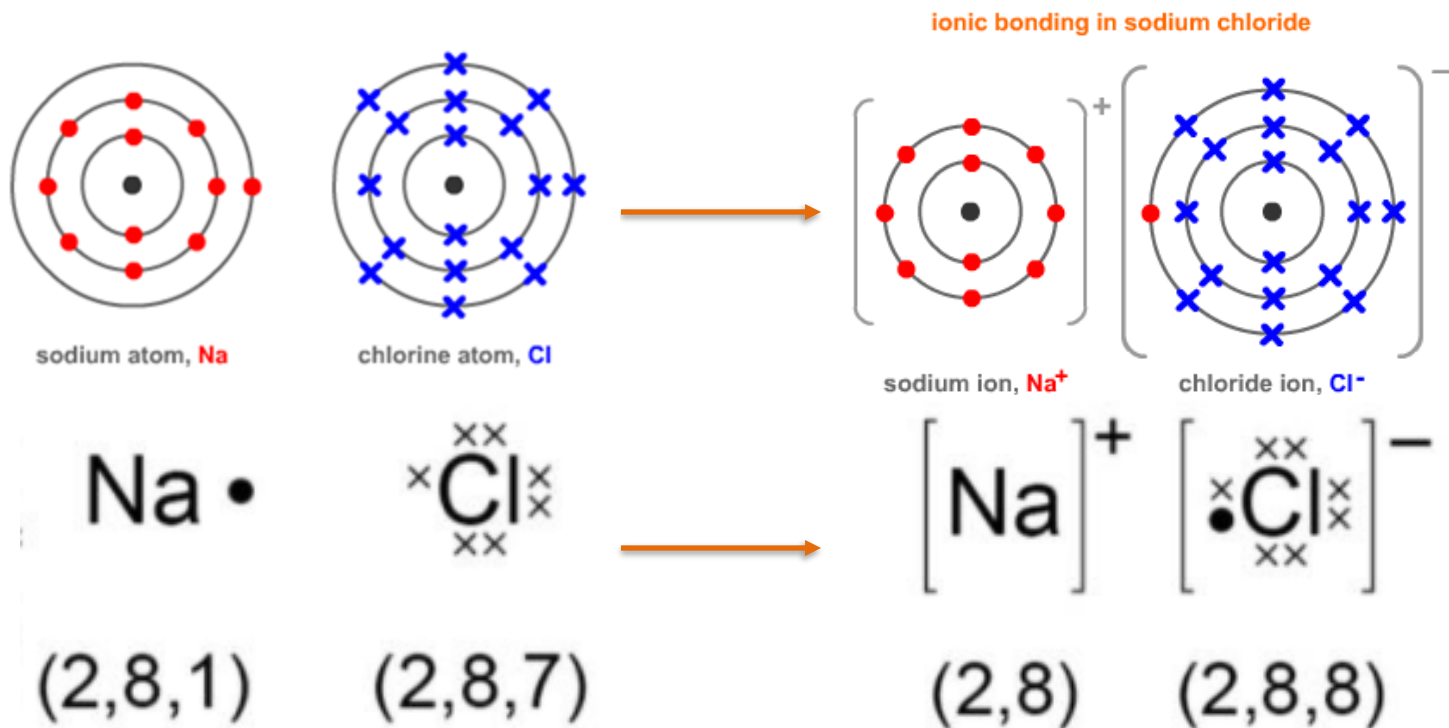 ionic bonding in sodium chloride
+ −
sodium atom, Na chlorine atom, Cl
sodium ion, Na⁺ chloride ion, Cl⁻
Na • ×Cl×× [Na]⁺ [×•Cl××]⁻
(2,8,1) (2,8,7) (2,8) (2,8,8)